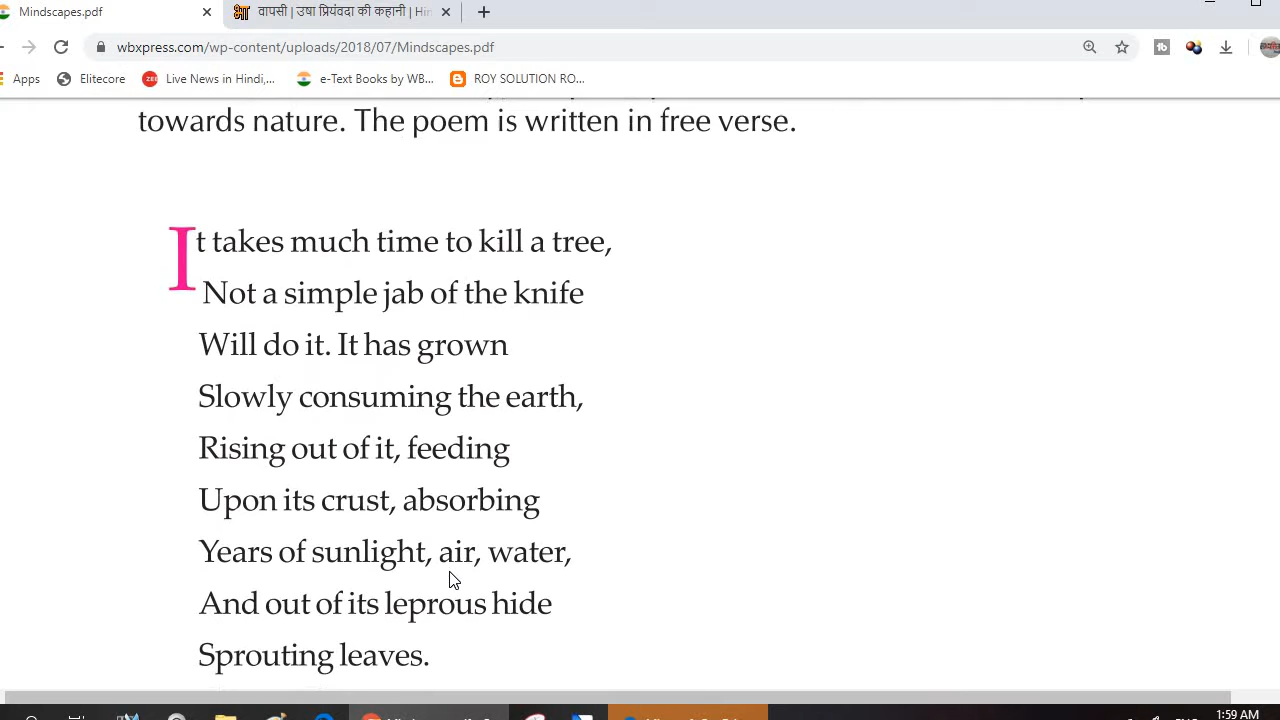 Mindscapes.pdf
वापसी | उषा प्रियंवदा की कहानी | Hi
wbxpress.com/wp-content/uploads/2018/07/Mindscapes.pdf
Apps Elitecore Live News in Hindi,... e-Text Books by WB... ROY SOLUTION RO...
towards nature. The poem is written in free verse.
It takes much time to kill a tree,
Not a simple jab of the knife
Will do it. It has grown
Slowly consuming the earth,
Rising out of it, feeding
Upon its crust, absorbing
Years of sunlight, air, water,
And out of its leprous hide
Sprouting leaves.
1:59 AM